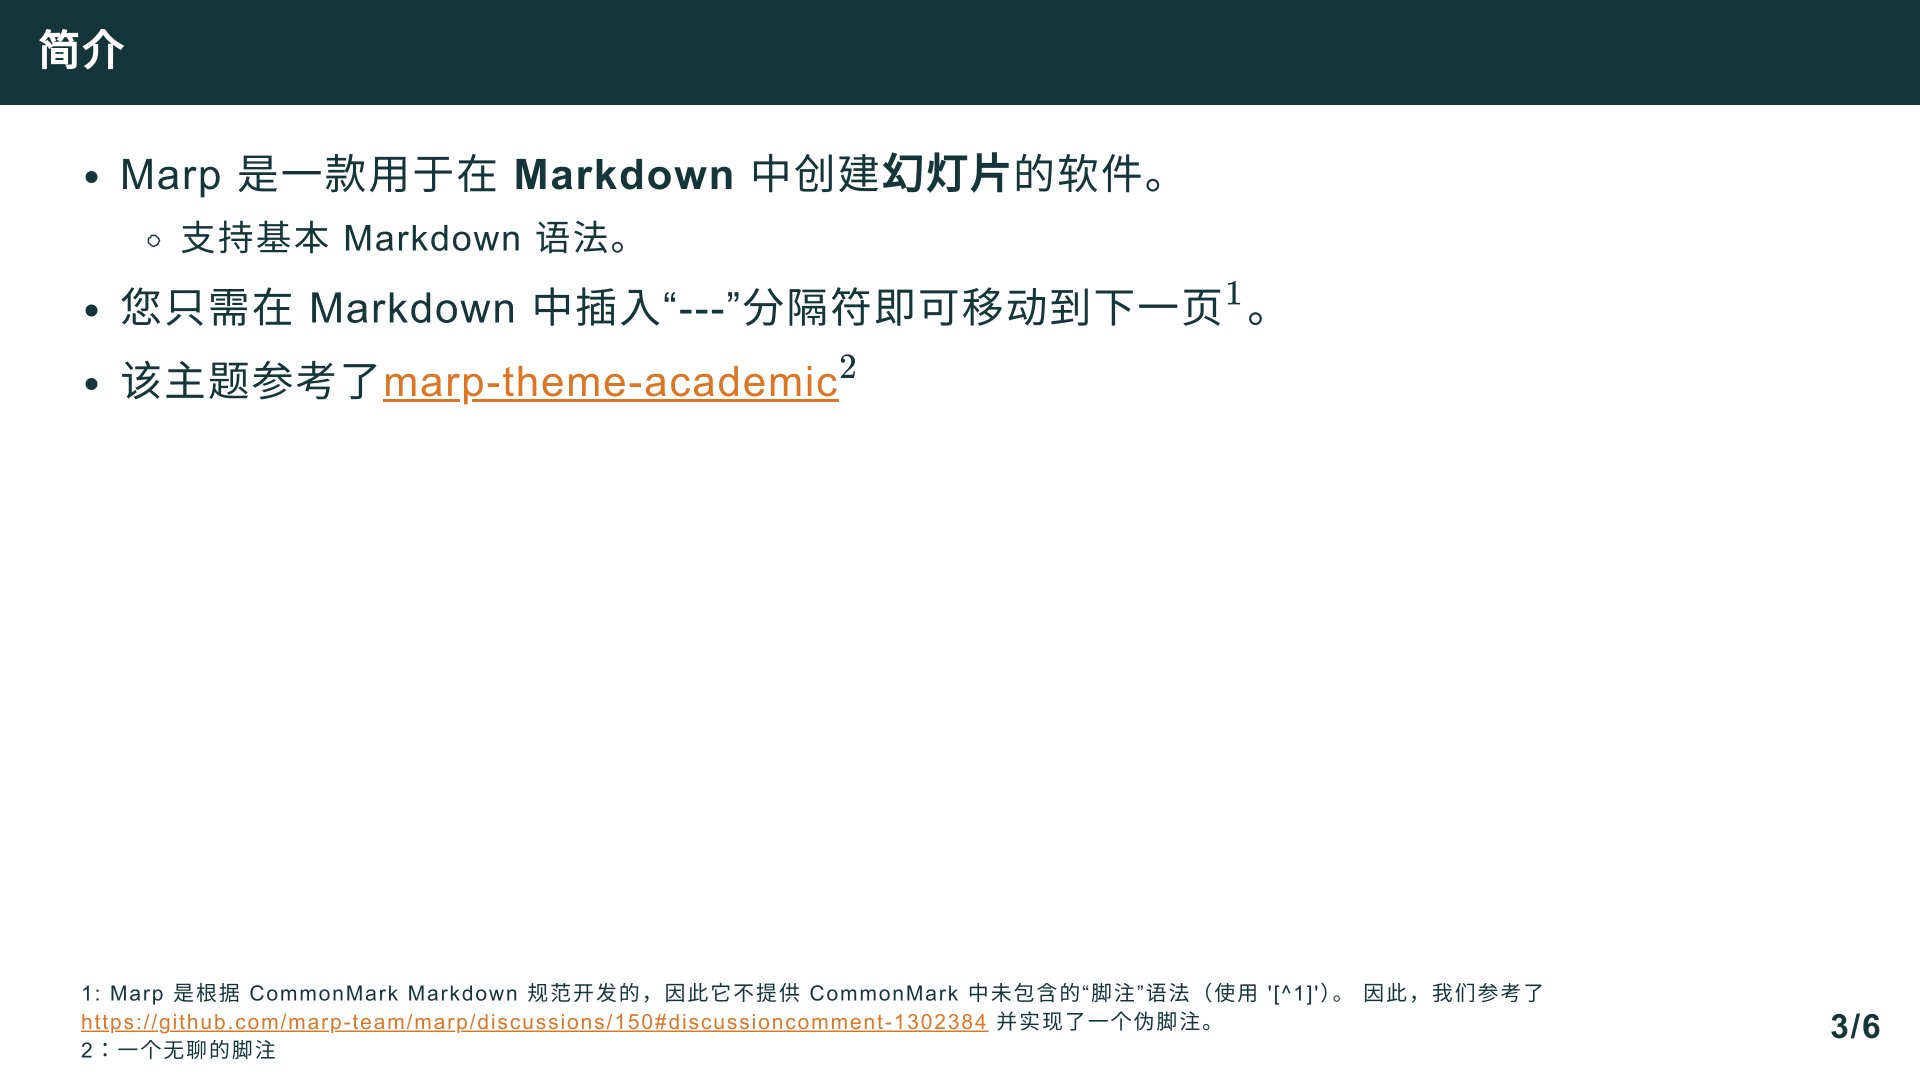 简介
• Marp 是一款用于在 Markdown 中创建幻灯片的软件。
◦ 支持基本 Markdown 语法。
• 您只需在 Markdown 中插入“---”分隔符即可移动到下一页¹。
• 该主题参考了marp-theme-academic²
1: Marp 是根据 CommonMark Markdown 规范开发的，因此它不提供 CommonMark 中未包含的“脚注”语法（使用 '[^1]'）。 因此，我们参考了
https://github.com/marp-team/marp/discussions/150#discussioncomment-1302384 并实现了一个伪脚注。
2：一个无聊的脚注
3/6